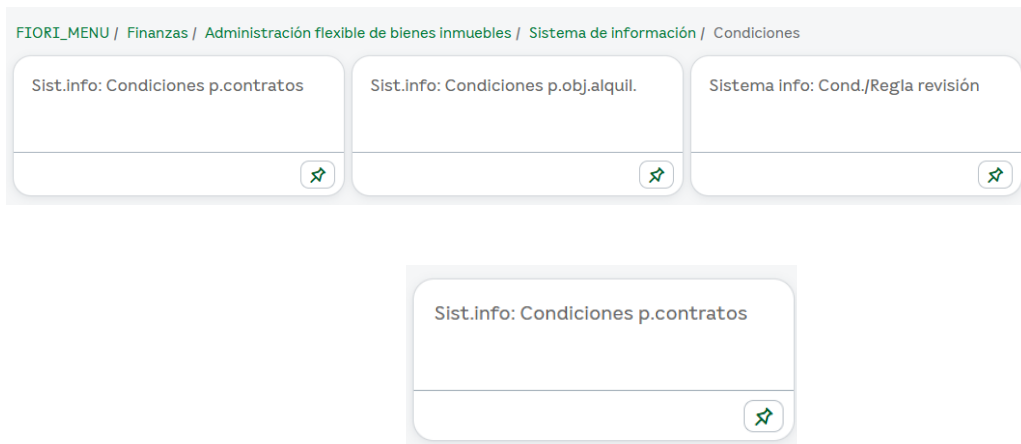 FIORI_MENU / Finanzas / Administración flexible de bienes inmuebles / Sistema de información / Condiciones
Sist.info: Condiciones p.contratos
Sist.info: Condiciones p.obj.alquil.
Sistema info: Cond./Regla revisión
Sist.info: Condiciones p.contratos